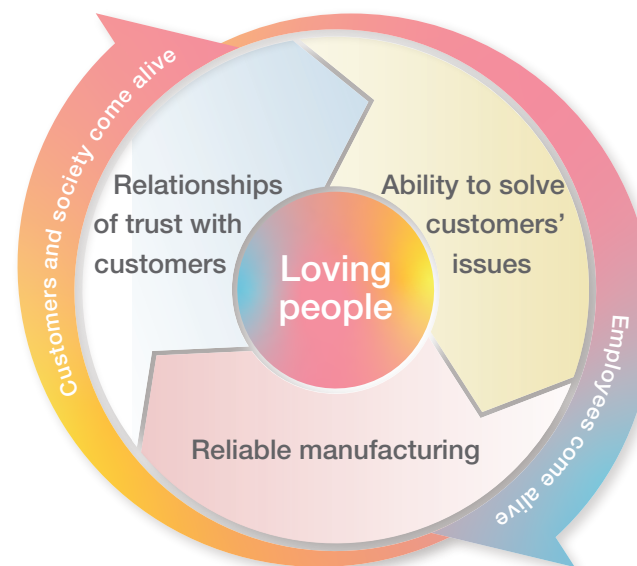 Customers and society come alive
Relationships
of trust with
customers
Ability to solve
customers’
issues
Loving
people
Reliable manufacturing
Employees come alive